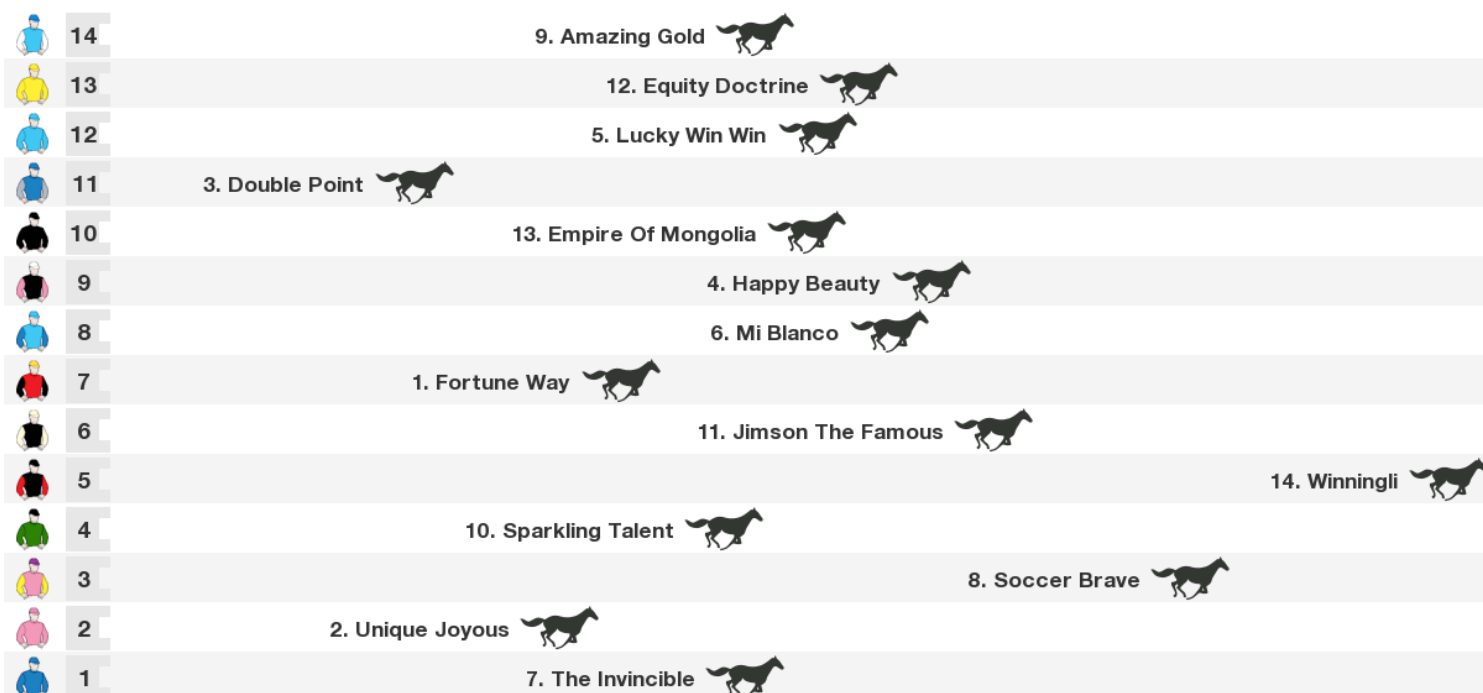 14 9. Amazing Gold
13 12. Equity Doctrine
12 5. Lucky Win Win
11 3. Double Point
10 13. Empire Of Mongolia
9 4. Happy Beauty
8 6. Mi Blanco
7 1. Fortune Way
6 11. Jimson The Famous
5 14. Winningli
4 10. Sparkling Talent
3 8. Soccer Brave
2 2. Unique Joyous
1 7. The Invincible